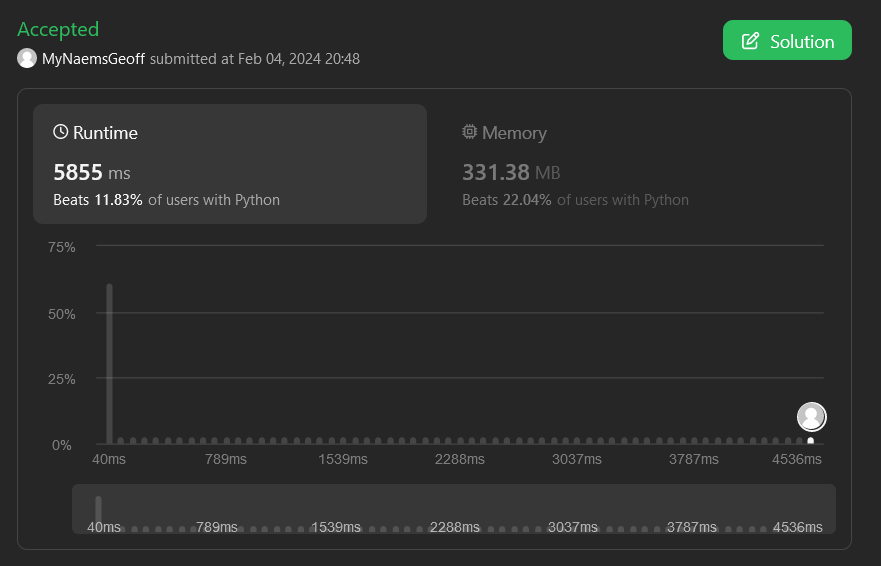 Accepted
MyNaemsGeoff submitted at Feb 04, 2024 20:48
Solution
Runtime
5855 ms
Beats 11.83% of users with Python
Memory
331.38 MB
Beats 22.04% of users with Python
75%
50%
25%
0%
40ms 789ms 1539ms 2288ms 3037ms 3787ms 4536ms
40ms 789ms 1539ms 2288ms 3037ms 3787ms 4536ms